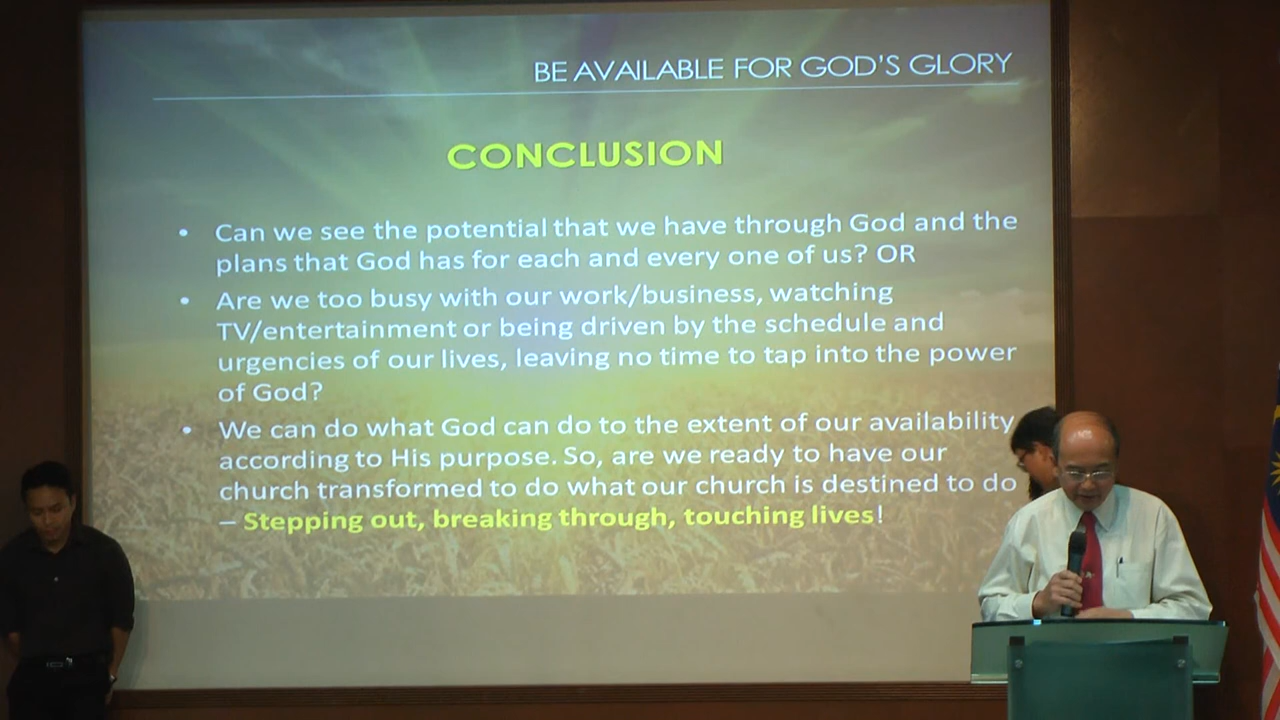 BE AVAILABLE FOR GOD'S GLORY
CONCLUSION
• Can we see the potential that we have through God and the
plans that God has for each and every one of us? OR
• Are we too busy with our work/business, watching
TV/entertainment or being driven by the schedule and
urgencies of our lives, leaving no time to tap into the power
of God?
• We can do what God can do to the extent of our availability
according to His purpose. So, are we ready to have our
church transformed to do what our church is destined to do
– Stepping out, breaking through, touching lives!